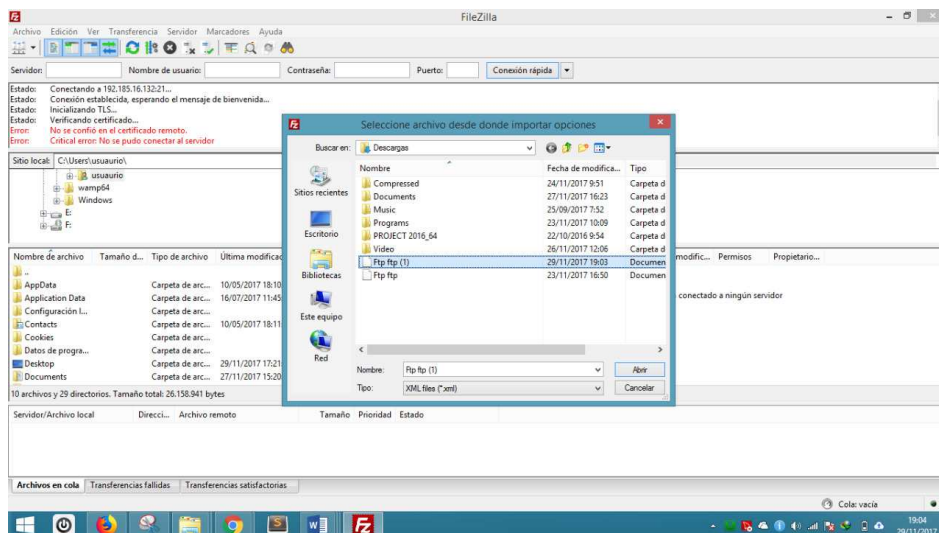 FileZilla
Archivo Edición Ver Transferencia Servidor Marcadores Ayuda
Servidor: Nombre de usuario: Contraseña: Puerto: Conexión rápida
Estado: Conectando a 192.185.16.132:21...
Estado: Conexión establecida, esperando el mensaje de bienvenida...
Estado: Inicializando TLS...
Estado: Verificando certificado...
Error: No se confió en el certificado remoto.
Error: Critical error: No se pudo conectar al servidor
Sitio local: C:\Users\usuaurio\
usuaurio
wamp64
Windows
E:
F:
Nombre de archivo Tamaño d... Tipo de archivo Última modificac
..
AppData Carpeta de arc... 10/05/2017 18:10
Application Data Carpeta de arc... 16/07/2017 11:45
Configuración l... Carpeta de arc...
Contacts Carpeta de arc... 10/05/2017 18:11
Cookies Carpeta de arc...
Datos de progra... Carpeta de arc...
Desktop Carpeta de arc... 29/11/2017 17:21
Documents Carpeta de arc... 27/11/2017 15:20
10 archivos y 29 directorios. Tamaño total: 26.158.941 bytes
Seleccione archivo desde donde importar opciones
Buscar en: Descargas
Sitios recientes
Escritorio
Bibliotecas
Este equipo
Red
Nombre Fecha de modifica... Tipo
Compressed 24/11/2017 9:51 Carpeta d
Documents 27/11/2017 16:23 Carpeta d
Music 25/09/2017 7:52 Carpeta d
Programs 23/11/2017 10:09 Carpeta d
PROJECT 2016_64 22/10/2016 9:54 Carpeta d
Video 26/11/2017 12:06 Carpeta d
Ftp ftp (1) 29/11/2017 19:03 Documen
Ftp ftp 23/11/2017 16:50 Documen
Nombre: Ftp ftp (1) Abrir
Tipo: XML files (*.xml) Cancelar
modific... Permisos Propietario...
conectado a ningún servidor
Servidor/Archivo local Direcci... Archivo remoto Tamaño Prioridad Estado
Archivos en cola Transferencias fallidas Transferencias satisfactorias
Cola: vacía
19:04
29/11/2017